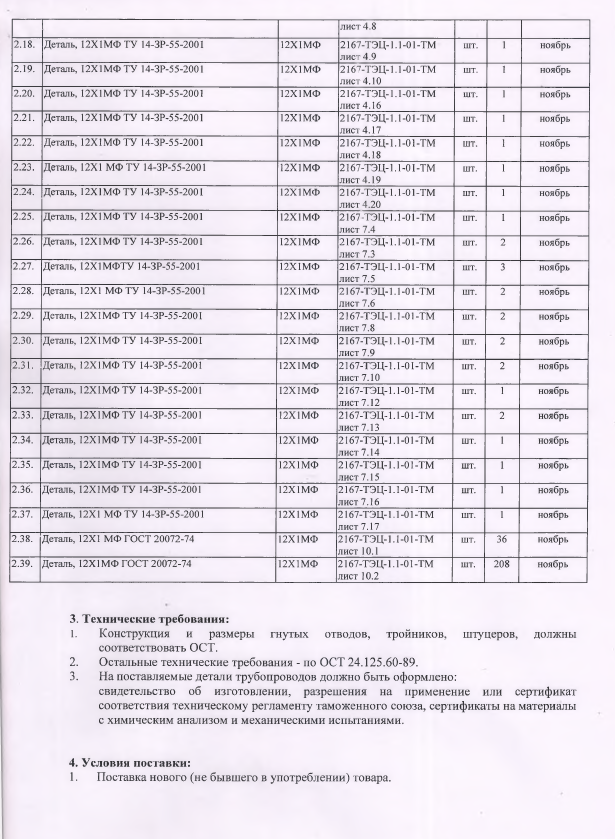 лист 4.8
2.18. Деталь, 12Х1МФ ТУ 14-3Р-55-2001 12Х1МФ 2167-ТЭЦ-1.1-01-ТМ шт. 1 ноябрь
лист 4.9
2.19. Деталь, 12Х1МФ ТУ 14-3Р-55-2001 12Х1МФ 2167-ТЭЦ-1.1-01-ТМ шт. 1 ноябрь
лист 4.10
2.20. Деталь, 12Х1МФ ТУ 14-3Р-55-2001 12Х1МФ 2167-ТЭЦ-1.1-01-ТМ шт. 1 ноябрь
лист 4.16
2.21. Деталь, 12Х1МФ ТУ 14-3Р-55-2001 12Х1МФ 2167-ТЭЦ-1.1-01-ТМ шт. 1 ноябрь
лист 4.17
2.22. Деталь, 12Х1МФ ТУ 14-3Р-55-2001 12Х1МФ 2167-ТЭЦ-1.1-01-ТМ шт. 1 ноябрь
лист 4.18
2.23. Деталь, 12Х1 МФ ТУ 14-3Р-55-2001 12Х1МФ 2167-ТЭЦ-1.1-01-ТМ шт. 1 ноябрь
лист 4.19
2.24. Деталь, 12Х1МФ ТУ 14-3Р-55-2001 12Х1МФ 2167-ТЭЦ-1.1-01-ТМ шт. 1 ноябрь
лист 4.20
2.25. Деталь, 12Х1МФ ТУ 14-3Р-55-2001 12Х1МФ 2167-ТЭЦ-1.1-01-ТМ шт. 1 ноябрь
лист 7.4
2.26. Деталь, 12Х1МФ ТУ 14-3Р-55-2001 12Х1МФ 2167-ТЭЦ-1.1-01-ТМ шт. 2 ноябрь
лист 7.3
2.27. Деталь, 12Х1МФТУ 14-3Р-55-2001 12Х1МФ 2167-ТЭЦ-1.1-01-ТМ шт. 3 ноябрь
лист 7.5
2.28. Деталь, 12Х1 МФ ТУ 14-3Р-55-2001 12Х1МФ 2167-ТЭЦ-1.1-01-ТМ шт. 2 ноябрь
лист 7.6
2.29. Деталь, 12Х1МФ ТУ 14-3Р-55-2001 12Х1МФ 2167-ТЭЦ-1.1-01-ТМ шт. 2 ноябрь
лист 7.8
2.30. Деталь, 12Х1МФ ТУ 14-3Р-55-2001 12Х1МФ 2167-ТЭЦ-1.1-01-ТМ шт. 2 ноябрь
лист 7.9
2.31. Деталь, 12Х1МФ ТУ 14-3Р-55-2001 12Х1МФ 2167-ТЭЦ-1.1-01-ТМ шт. 2 ноябрь
лист 7.10
2.32. Деталь, 12Х1МФ ТУ 14-3Р-55-2001 12Х1МФ 2167-ТЭЦ-1.1-01-ТМ шт. 1 ноябрь
лист 7.12
2.33. Деталь, 12Х1МФ ТУ 14-3Р-55-2001 12Х1МФ 2167-ТЭЦ-1.1-01-ТМ шт. 2 ноябрь
лист 7.13
2.34. Деталь, 12Х1МФ ТУ 14-3Р-55-2001 12Х1МФ 2167-ТЭЦ-1.1-01-ТМ шт. 1 ноябрь
лист 7.14
2.35. Деталь, 12Х1МФ ТУ 14-3Р-55-2001 12Х1МФ 2167-ТЭЦ-1.1-01-ТМ шт. 1 ноябрь
лист 7.15
2.36. Деталь, 12Х1МФ ТУ 14-3Р-55-2001 12Х1МФ 2167-ТЭЦ-1.1-01-ТМ шт. 1 ноябрь
лист 7.16
2.37. Деталь, 12Х1 МФ ТУ 14-3Р-55-2001 12Х1МФ 2167-ТЭЦ-1.1-01-ТМ шт. 1 ноябрь
лист 7.17
2.38. Деталь, 12Х1 МФ ГОСТ 20072-74 12Х1МФ 2167-ТЭЦ-1.1-01-ТМ шт. 36 ноябрь
лист 10.1
2.39. Деталь, 12Х1МФ ГОСТ 20072-74 12Х1МФ 2167-ТЭЦ-1.1-01-ТМ шт. 208 ноябрь
лист 10.2
3. Технические требования:
1. Конструкция и размеры гнутых отводов, тройников, штуцеров, должны
соответствовать ОСТ.
2. Остальные технические требования - по ОСТ 24.125.60-89.
3. На поставляемые детали трубопроводов должно быть оформлено:
свидетельство об изготовлении, разрешения на применение или сертификат
соответствия техническому регламенту таможенного союза, сертификаты на материалы
с химическим анализом и механическими испытаниями.
4. Условия поставки:
1. Поставка нового (не бывшего в употреблении) товара.